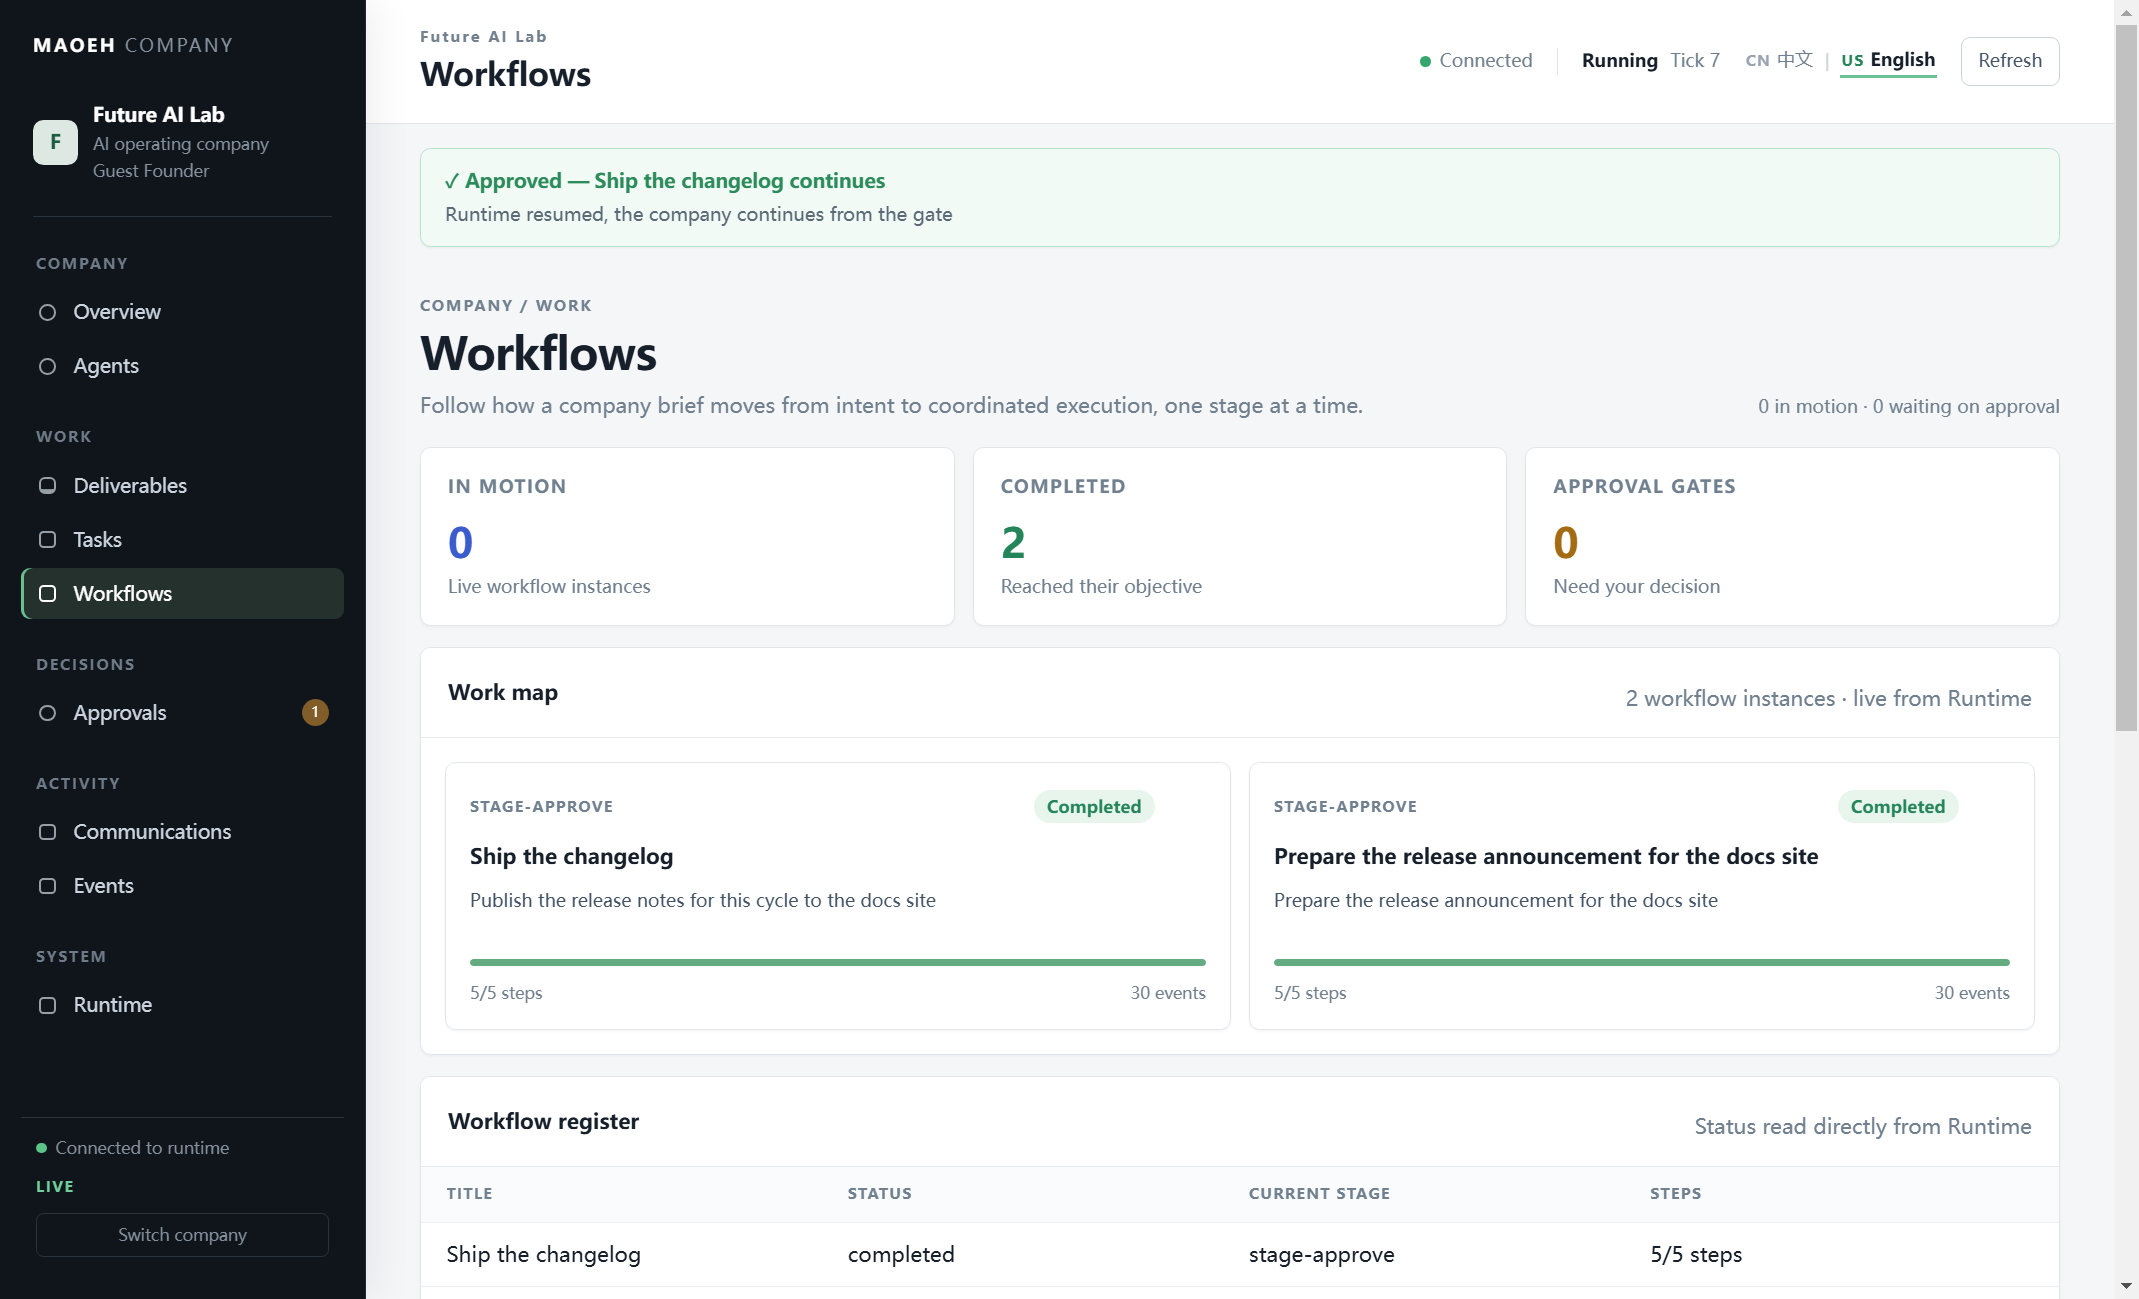 MAOEH COMPANY
F
Future AI Lab
AI operating company
Guest Founder
COMPANY
Overview
Agents
WORK
Deliverables
Tasks
Workflows
DECISIONS
Approvals
1
ACTIVITY
Communications
Events
SYSTEM
Runtime
Connected to runtime
LIVE
Switch company
Future AI Lab
Workflows
Connected
Running Tick 7
CN 中文 | US English
Refresh
✓ Approved — Ship the changelog continues
Runtime resumed, the company continues from the gate
COMPANY / WORK
Workflows
Follow how a company brief moves from intent to coordinated execution, one stage at a time.
0 in motion · 0 waiting on approval
IN MOTION
0
Live workflow instances
COMPLETED
2
Reached their objective
APPROVAL GATES
0
Need your decision
Work map
2 workflow instances · live from Runtime
STAGE-APPROVE
Completed
Ship the changelog
Publish the release notes for this cycle to the docs site
5/5 steps
30 events
STAGE-APPROVE
Completed
Prepare the release announcement for the docs site
Prepare the release announcement for the docs site
5/5 steps
30 events
Workflow register
Status read directly from Runtime
TITLE STATUS CURRENT STAGE STEPS
Ship the changelog completed stage-approve 5/5 steps